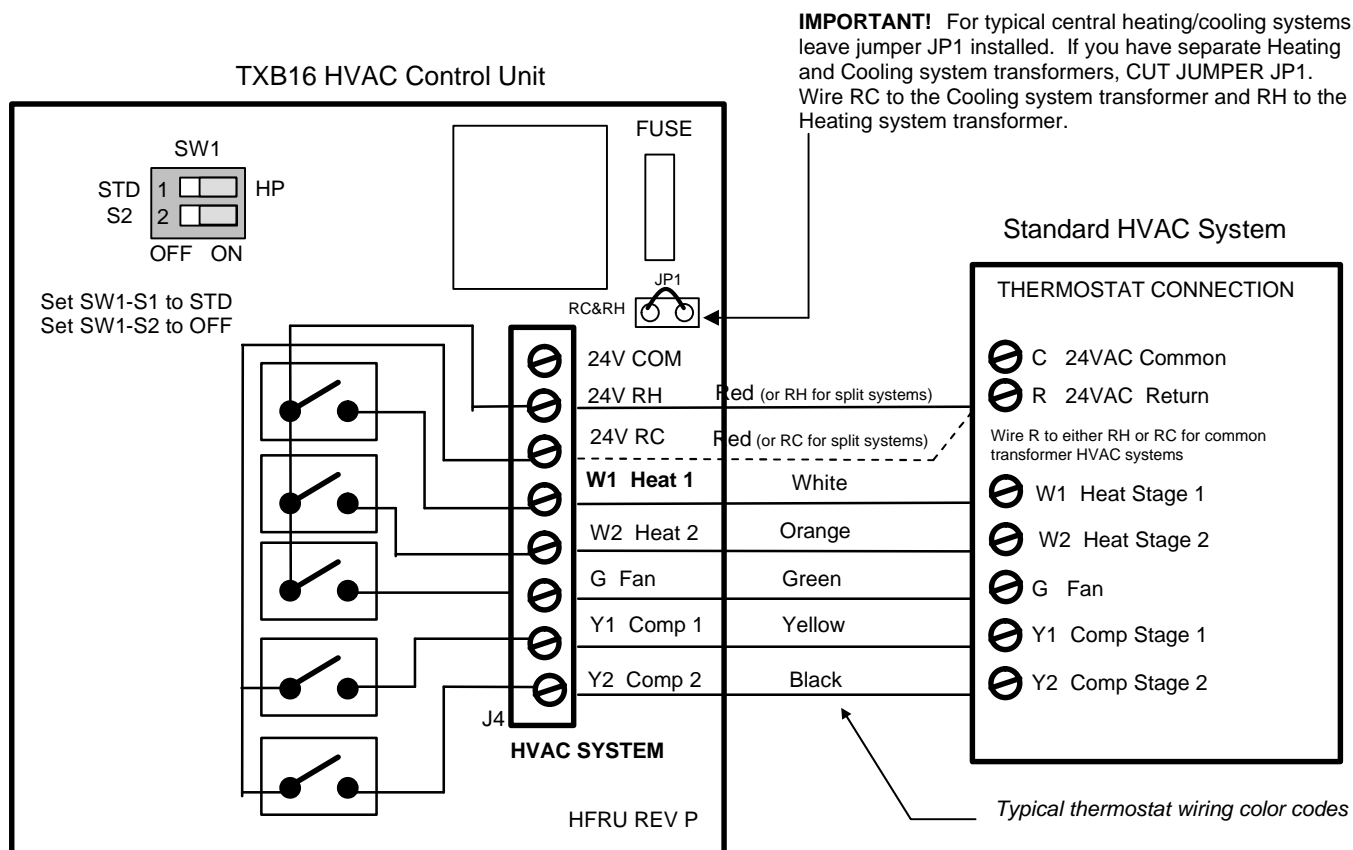 IMPORTANT! For typical central heating/cooling systems
leave jumper JP1 installed. If you have separate Heating
and Cooling system transformers, CUT JUMPER JP1.
Wire RC to the Cooling system transformer and RH to the
Heating system transformer.
TXB16 HVAC Control Unit
SW1
STD 1 HP
S2 2
OFF ON
Set SW1-S1 to STD
Set SW1-S2 to OFF
FUSE
JP1
RC&RH
24V COM
24V RH
24V RC
W1 Heat 1
W2 Heat 2
G Fan
Y1 Comp 1
Y2 Comp 2
J4
HVAC SYSTEM
HFRU REV P
Red (or RH for split systems)
Red (or RC for split systems)
White
Orange
Green
Yellow
Black
Standard HVAC System
THERMOSTAT CONNECTION
C 24VAC Common
R 24VAC Return
Wire R to either RH or RC for common
transformer HVAC systems
W1 Heat Stage 1
W2 Heat Stage 2
G Fan
Y1 Comp Stage 1
Y2 Comp Stage 2
Typical thermostat wiring color codes